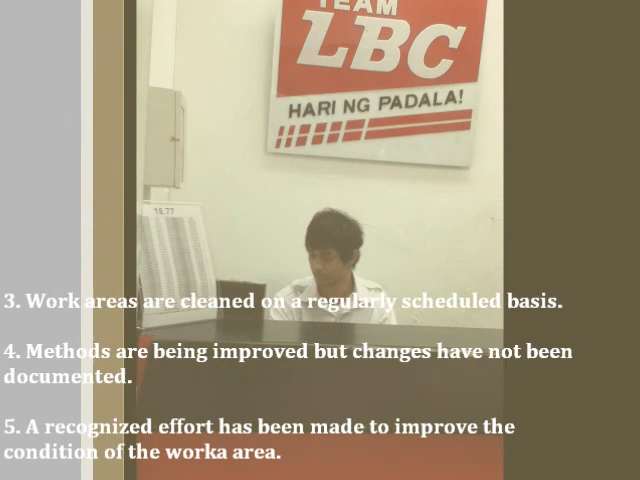 TEAM
LBC
HARI NG PADALA!
18.77
3. Work areas are cleaned on a regularly scheduled basis.
4. Methods are being improved but changes have not been
documented.
5. A recognized effort has been made to improve the
condition of the worka area.